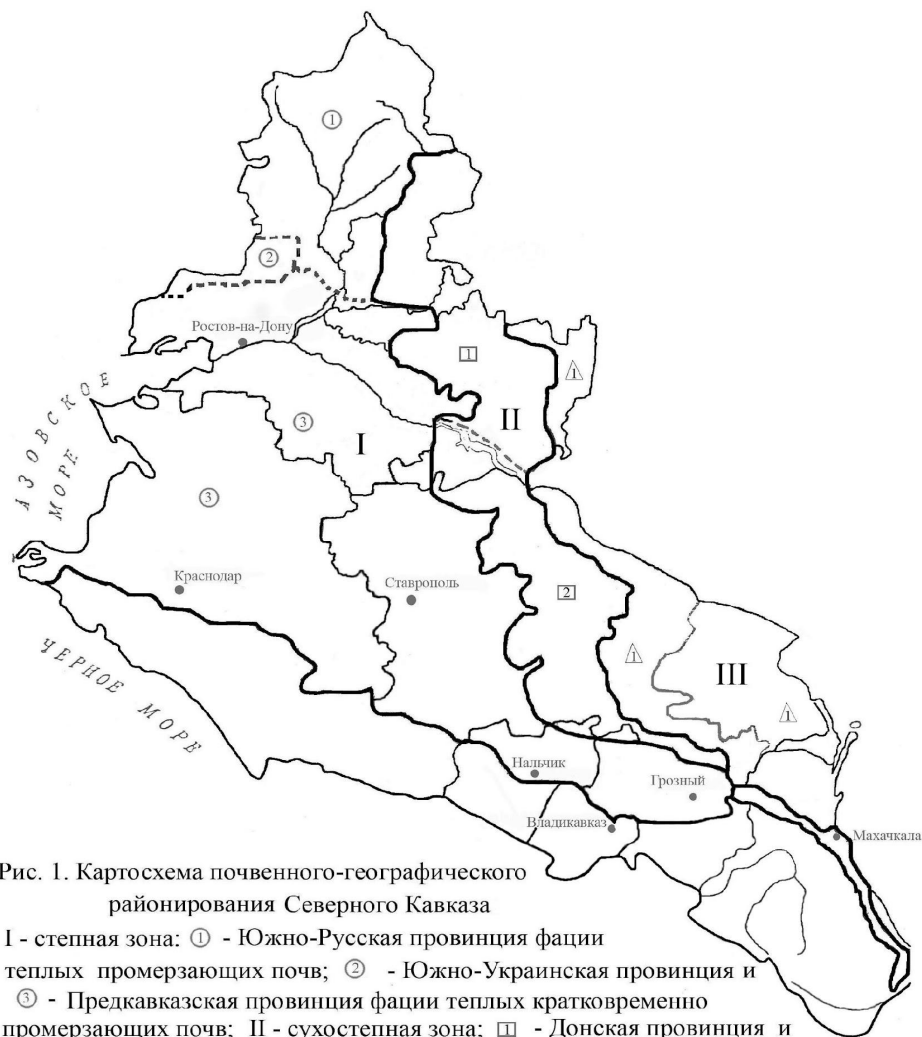 ①
②
Ростов-на-Дону
1
1
II
③
I
АЗОВСКОЕ
МОРЕ
③
Краснодар
Ставрополь
2
1
III
1
ЧЕРНОЕ МОРЕ
Нальчик
Грозный
Владикавказ
Махачкала
Рис. 1. Картосхема почвенного-географического
районирования Северного Кавказа
I - степная зона: ① - Южно-Русская провинция фации
теплых промерзающих почв; ② - Южно-Украинская провинция и
③ - Предкавказская провинция фации теплых кратковременно
промерзающих почв; II - сухостепная зона; 1 - Донская провинция и